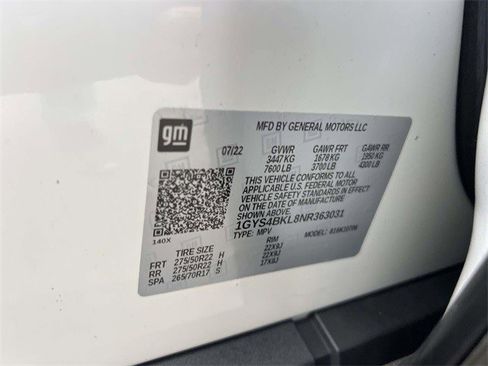 gm
MFD BY GENERAL MOTORS LLC
07/22 GVWR GAWR FRT GAWR RR
3447 KG 1678 KG 1950 KG
7600 LB 3700 LB 4300 LB
THIS VEHICLE CONFORMS TO ALL
APPLICABLE U.S. FEDERAL MOTOR
VEHICLE SAFETY STANDARDS IN EFFECT
ON THE DATE OF MANUFACTURE
1GYS4BKL8NR363031
140X TYPE: MPV MODEL:
TIRE SIZE RIM
FRT 275/50R22 H 22X9J
RR 275/50R22 H 22X9J
SPA 265/70R17 S 17X8J